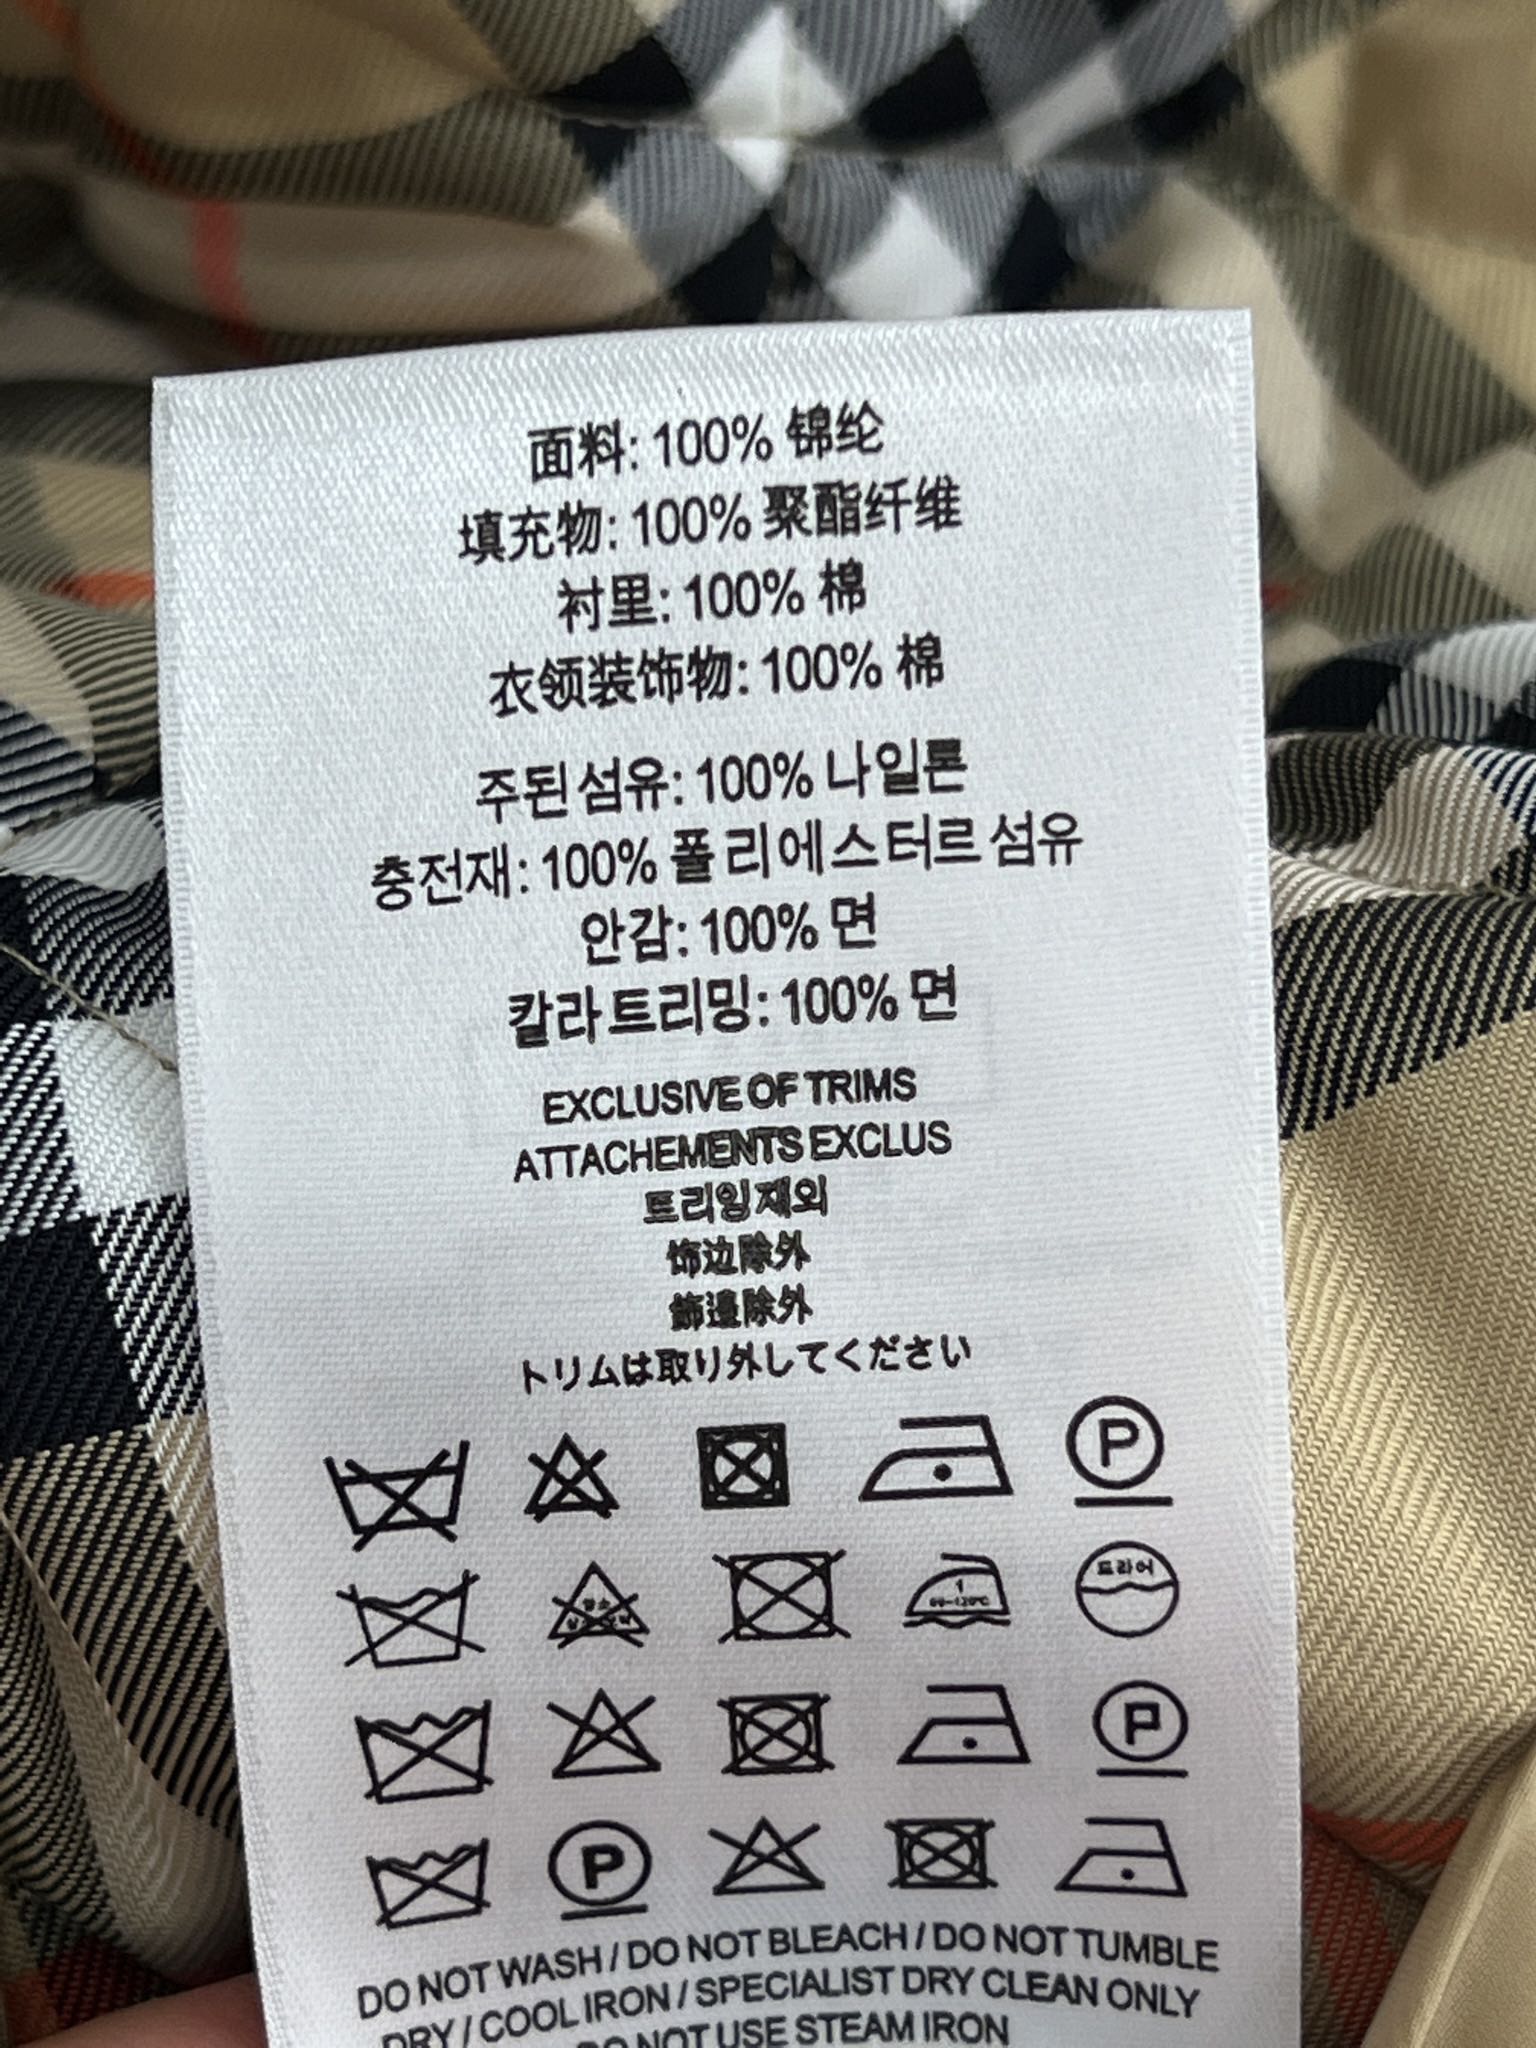 面料: 100% 锦纶
填充物: 100% 聚酯纤维
衬里: 100% 棉
衣领装饰物: 100% 棉
주된 섬유: 100% 나일론
충전재: 100% 폴리에스터르 섬유
안감: 100% 면
칼라 트리밍: 100% 면
EXCLUSIVE OF TRIMS
ATTACHEMENTS EXCLUS
트리밍 재외
饰边除外
飾邊除外
トリムは取り外してください
P
1
드라어
P
P
DO NOT WASH / DO NOT BLEACH / DO NOT TUMBLE
DRY / COOL IRON / SPECIALIST DRY CLEAN ONLY
DO NOT USE STEAM IRON